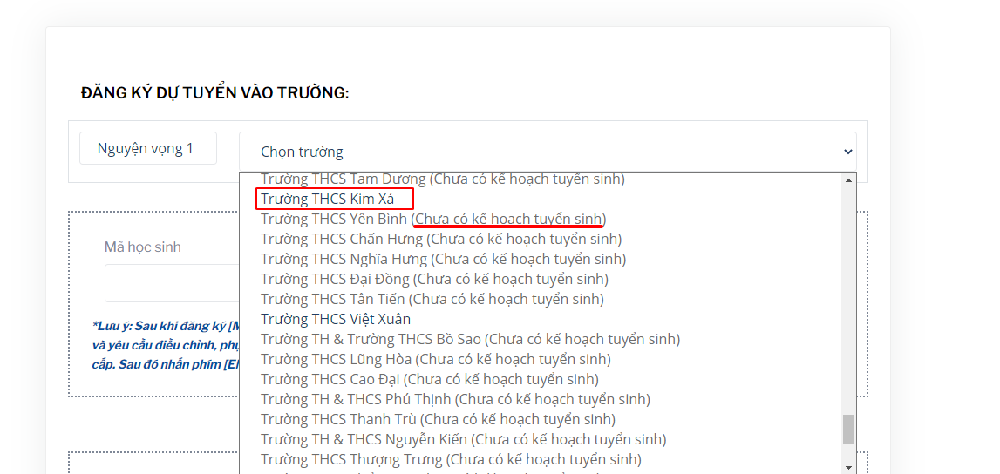 ĐĂNG KÝ DỰ TUYỂN VÀO TRƯỜNG:
Nguyện vọng 1
Chọn trường
Trường THCS Tam Dương (Chưa có kế hoạch tuyển sinh)
Trường THCS Kim Xá
Trường THCS Yên Bình (Chưa có kế hoạch tuyển sinh)
Trường THCS Chấn Hưng (Chưa có kế hoạch tuyển sinh)
Trường THCS Nghĩa Hưng (Chưa có kế hoạch tuyển sinh)
Trường THCS Đại Đồng (Chưa có kế hoạch tuyển sinh)
Trường THCS Tân Tiến (Chưa có kế hoạch tuyển sinh)
Trường THCS Việt Xuân
Trường TH & Trường THCS Bồ Sao (Chưa có kế hoạch tuyển sinh)
Trường THCS Lũng Hòa (Chưa có kế hoạch tuyển sinh)
Trường THCS Cao Đại (Chưa có kế hoạch tuyển sinh)
Trường TH & THCS Phú Thịnh (Chưa có kế hoạch tuyển sinh)
Trường THCS Thanh Trù (Chưa có kế hoạch tuyển sinh)
Trường TH & THCS Nguyễn Kiến (Chưa có kế hoạch tuyển sinh)
Trường THCS Thượng Trưng (Chưa có kế hoạch tuyển sinh)
Mã học sinh
*Lưu ý: Sau khi đăng ký
và yêu cầu điều chỉnh,
cấp. Sau đó nhấn phím